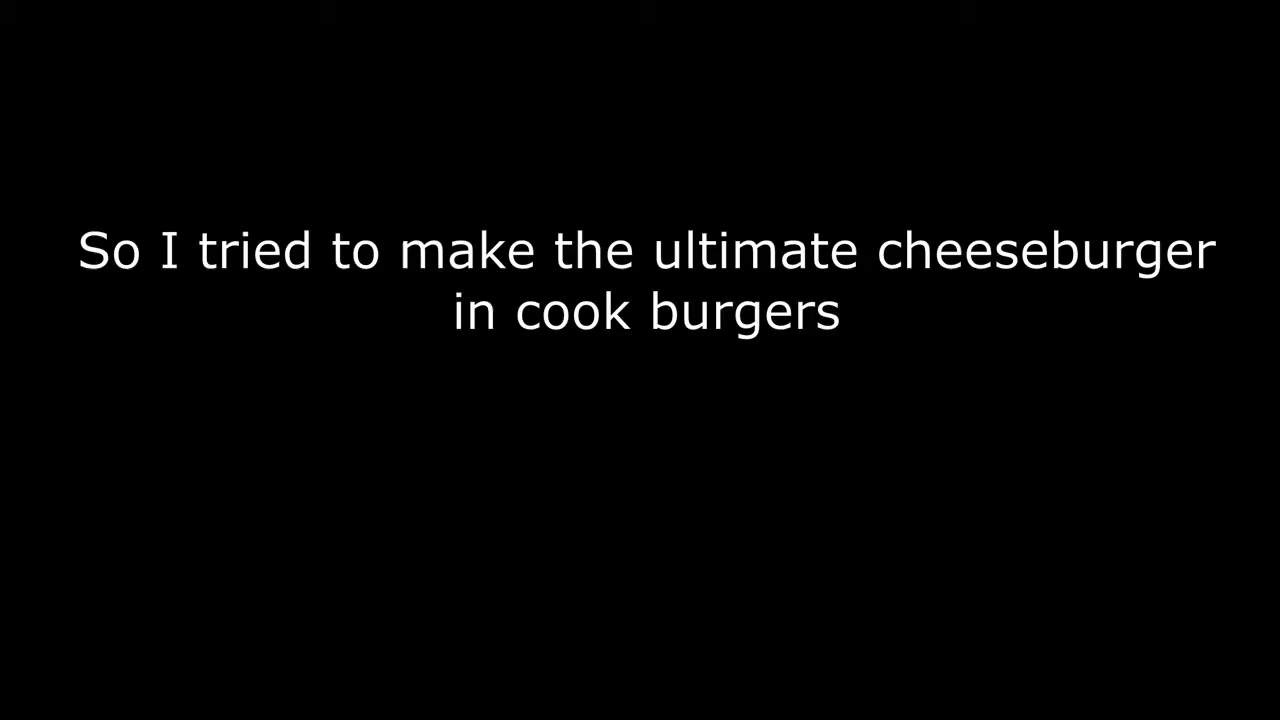 So I tried to make the ultimate cheeseburger
in cook burgers